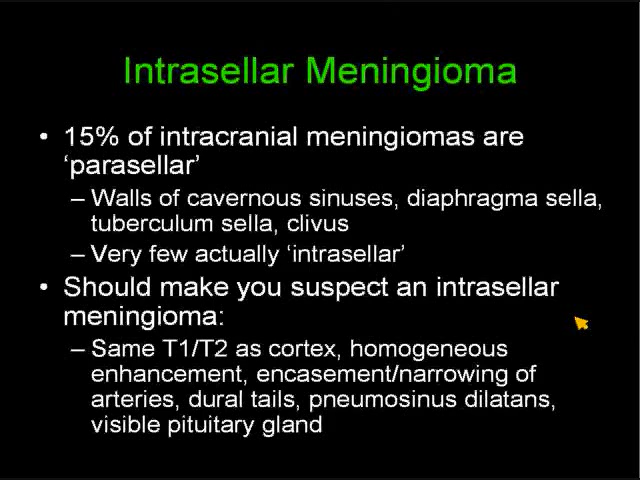 Intrasellar Meningioma
• 15% of intracranial meningiomas are
‘parasellar’
– Walls of cavernous sinuses, diaphragma sella,
tuberculum sella, clivus
– Very few actually ‘intrasellar’
• Should make you suspect an intrasellar
meningioma:
– Same T1/T2 as cortex, homogeneous
enhancement, encasement/narrowing of
arteries, dural tails, pneumosinus dilatans,
visible pituitary gland